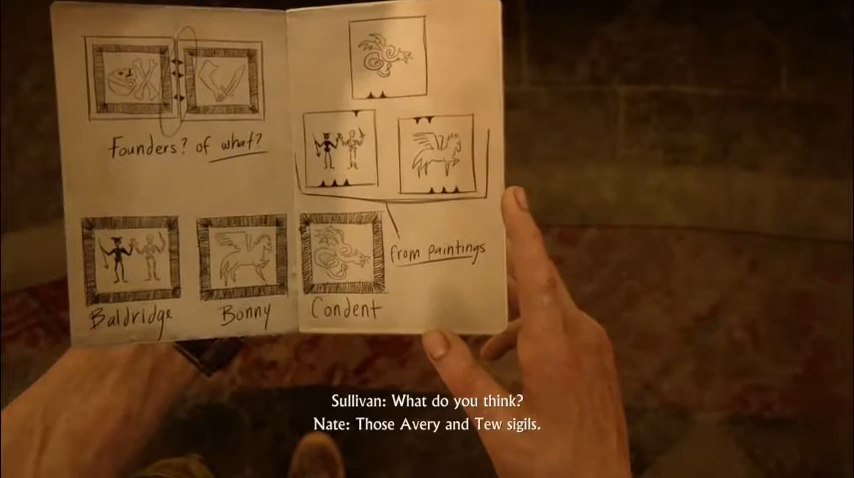 Founders? of what?
from paintings
Baldridge
Bonny
Condent
Sullivan: What do you think?
Nate: Those Avery and Tew sigils.